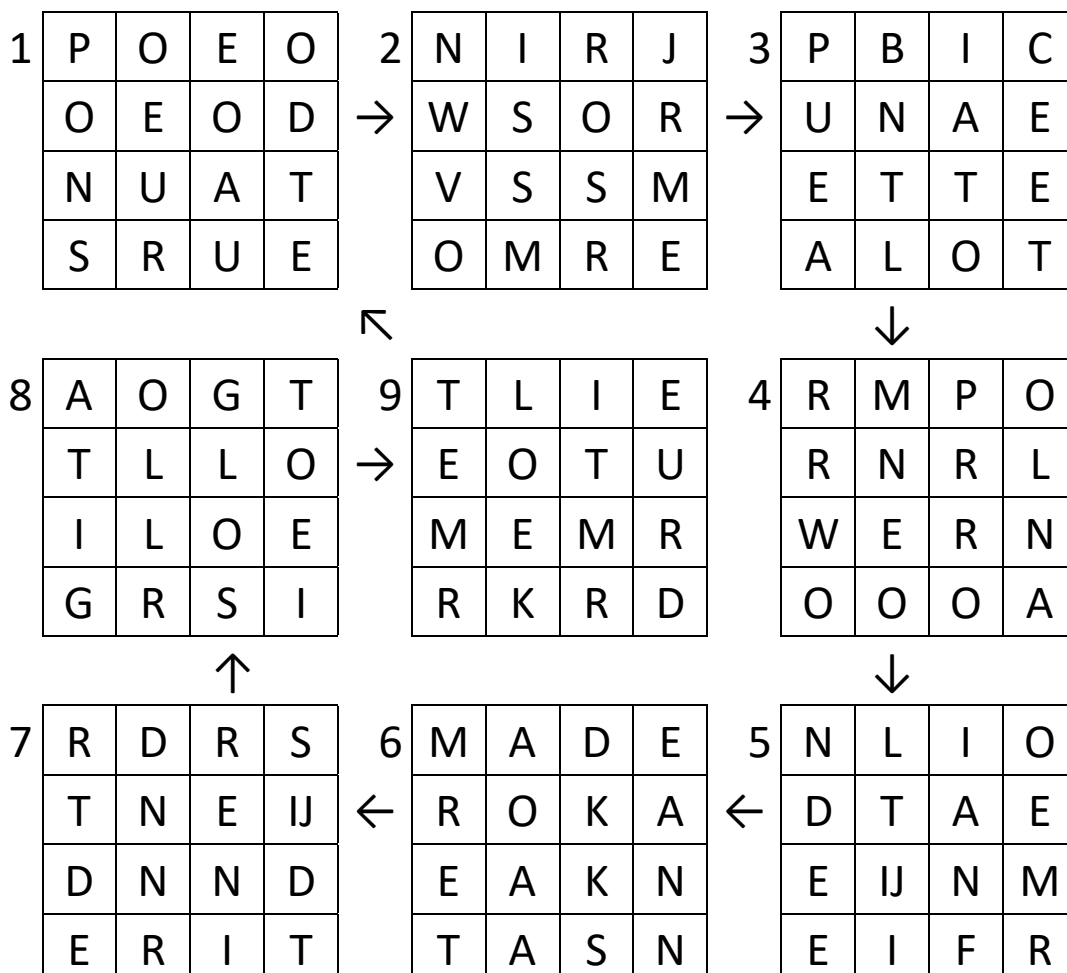 1 P O E O 2 N I R J 3 P B I C
O E O D → W S O R → U N A E
N U A T V S S M E T T E
S R U E O M R E A L O T
↖ ↓
8 A O G T 9 T L I E 4 R M P O
T L L O → E O T U R N R L
I L O E M E M R W E R N
G R S I R K R D O O O A
↑ ↓
7 R D R S 6 M A D E 5 N L I O
T N E IJ ← R O K A ← D T A E
D N N D E A K N E IJ N M
E R I T T A S N E I F R